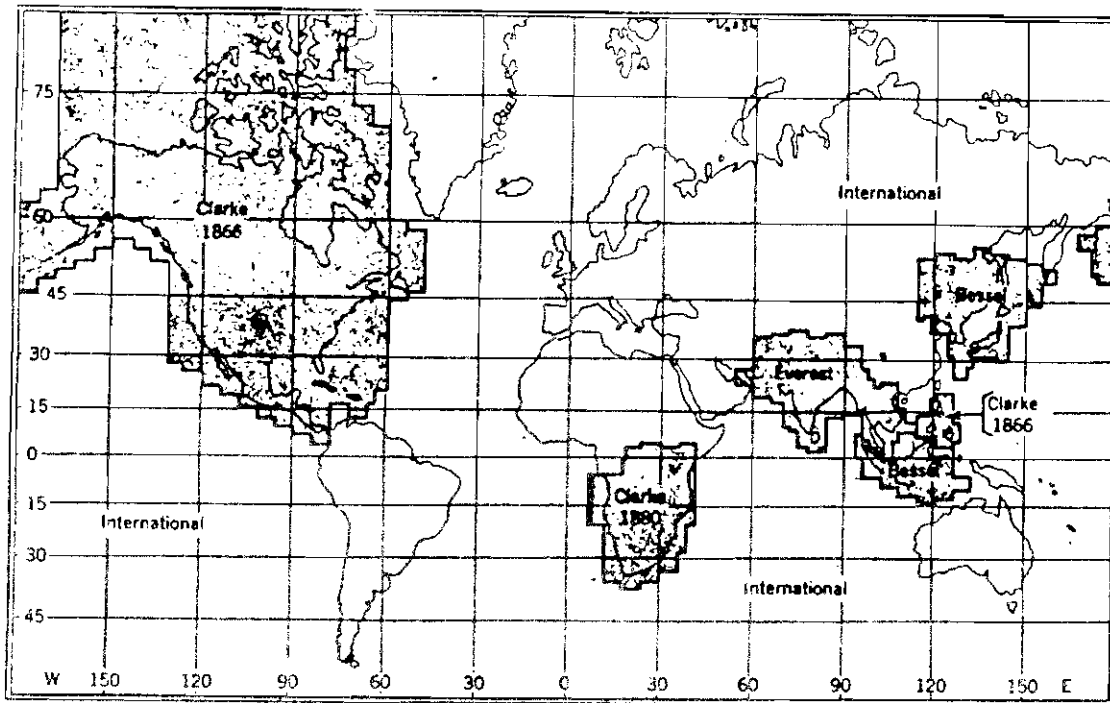 75
Clarke
1866
International
60
45
Bessel
30
Everest
15
Clarke
1866
0
Bessel
Clarke
1880
15
International
30
International
45
W 150 120 90 60 30 0 30 60 90 120 150 E